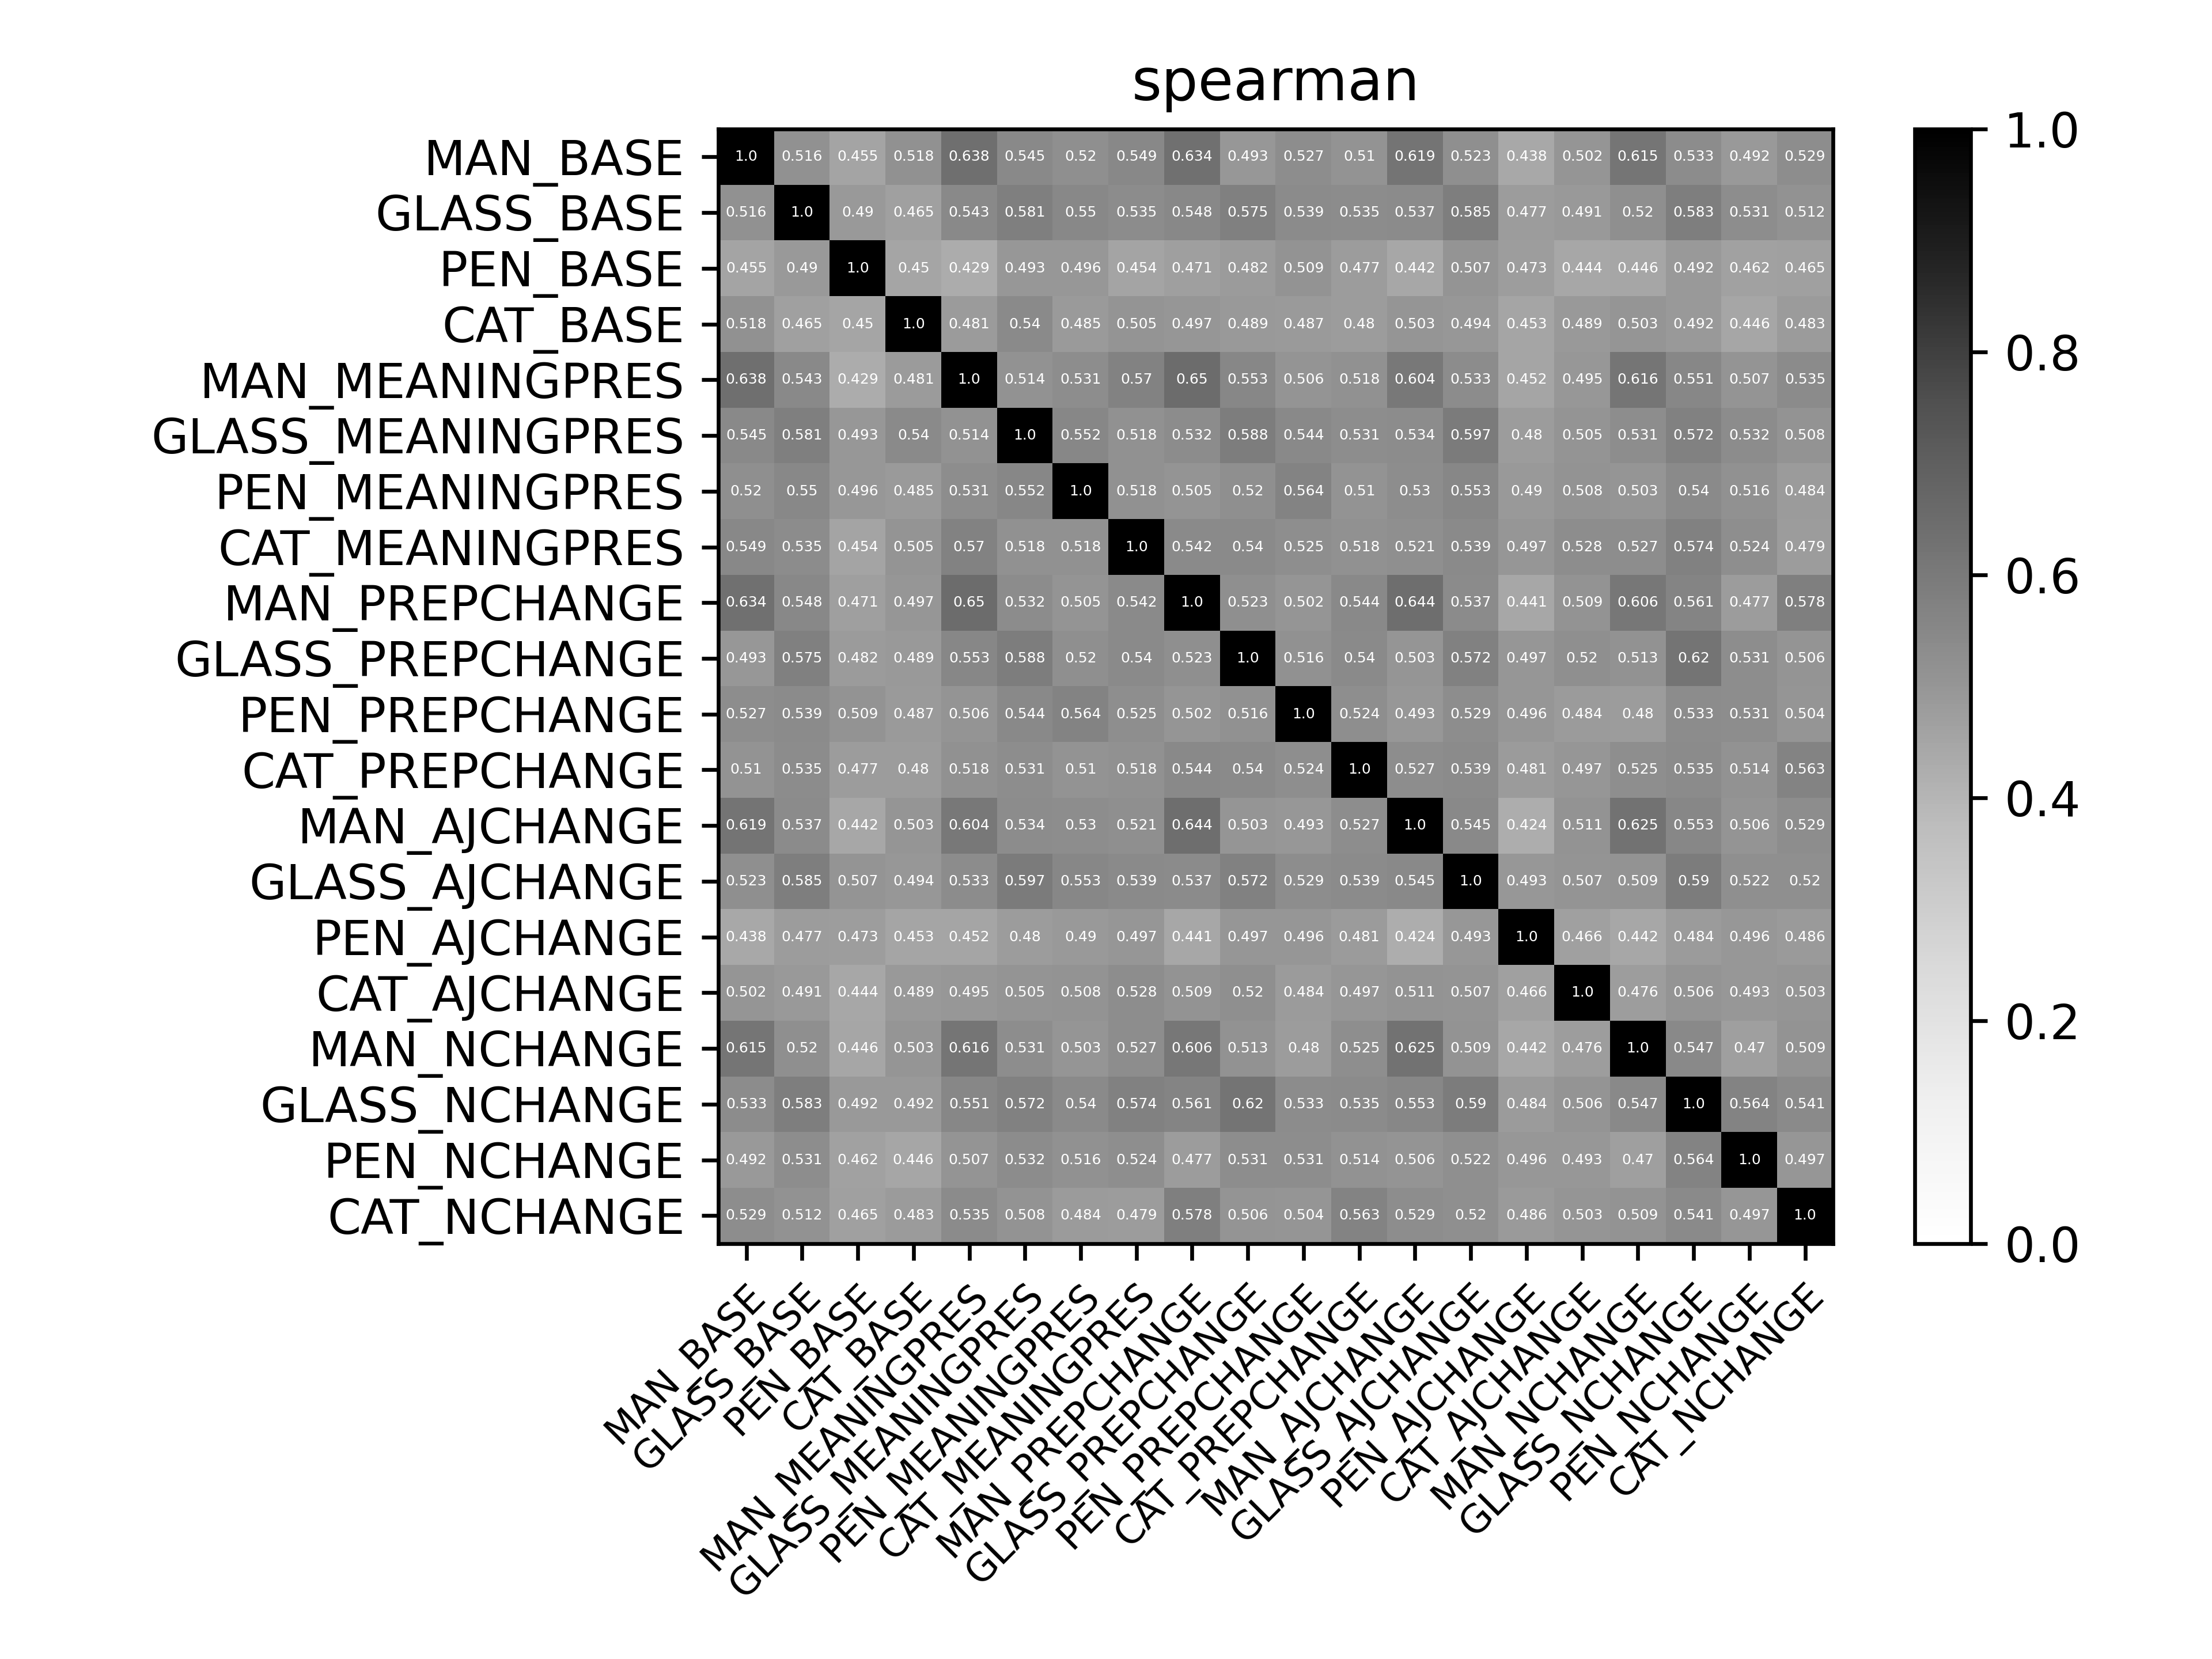 spearman
MAN_BASE 1.0 0.516 0.455 0.518 0.638 0.545 0.52 0.549 0.634 0.493 0.527 0.51 0.619 0.523 0.438 0.502 0.615 0.533 0.492 0.529
GLASS_BASE 0.516 1.0 0.49 0.465 0.543 0.581 0.55 0.535 0.548 0.575 0.539 0.535 0.537 0.585 0.477 0.491 0.52 0.583 0.531 0.512
PEN_BASE 0.455 0.49 1.0 0.45 0.429 0.493 0.496 0.454 0.471 0.482 0.509 0.477 0.442 0.507 0.473 0.444 0.446 0.492 0.462 0.465
CAT_BASE 0.518 0.465 0.45 1.0 0.481 0.54 0.485 0.505 0.497 0.489 0.487 0.48 0.503 0.494 0.453 0.489 0.503 0.492 0.446 0.483
MAN_MEANINGPRES 0.638 0.543 0.429 0.481 1.0 0.514 0.531 0.57 0.65 0.553 0.506 0.518 0.604 0.533 0.452 0.495 0.616 0.551 0.507 0.535
GLASS_MEANINGPRES 0.545 0.581 0.493 0.54 0.514 1.0 0.552 0.518 0.532 0.588 0.544 0.531 0.534 0.597 0.48 0.505 0.531 0.572 0.532 0.508
PEN_MEANINGPRES 0.52 0.55 0.496 0.485 0.531 0.552 1.0 0.518 0.505 0.52 0.564 0.51 0.53 0.553 0.49 0.508 0.503 0.54 0.516 0.484
CAT_MEANINGPRES 0.549 0.535 0.454 0.505 0.57 0.518 0.518 1.0 0.542 0.54 0.525 0.518 0.521 0.539 0.497 0.528 0.527 0.574 0.524 0.479
MAN_PREPCHANGE 0.634 0.548 0.471 0.497 0.65 0.532 0.505 0.542 1.0 0.523 0.502 0.544 0.644 0.537 0.441 0.509 0.606 0.561 0.477 0.578
GLASS_PREPCHANGE 0.493 0.575 0.482 0.489 0.553 0.588 0.52 0.54 0.523 1.0 0.516 0.54 0.503 0.572 0.497 0.52 0.513 0.62 0.531 0.506
PEN_PREPCHANGE 0.527 0.539 0.509 0.487 0.506 0.544 0.564 0.525 0.502 0.516 1.0 0.524 0.493 0.529 0.496 0.484 0.48 0.533 0.531 0.504
CAT_PREPCHANGE 0.51 0.535 0.477 0.48 0.518 0.531 0.51 0.518 0.544 0.54 0.524 1.0 0.527 0.539 0.481 0.497 0.525 0.535 0.514 0.563
MAN_AJCHANGE 0.619 0.537 0.442 0.503 0.604 0.534 0.53 0.521 0.644 0.503 0.493 0.527 1.0 0.545 0.424 0.511 0.625 0.553 0.506 0.529
GLASS_AJCHANGE 0.523 0.585 0.507 0.494 0.533 0.597 0.553 0.539 0.537 0.572 0.529 0.539 0.545 1.0 0.493 0.507 0.509 0.59 0.522 0.52
PEN_AJCHANGE 0.438 0.477 0.473 0.453 0.452 0.48 0.49 0.497 0.441 0.497 0.496 0.481 0.424 0.493 1.0 0.466 0.442 0.484 0.496 0.486
CAT_AJCHANGE 0.502 0.491 0.444 0.489 0.495 0.505 0.508 0.528 0.509 0.52 0.484 0.497 0.511 0.507 0.466 1.0 0.476 0.506 0.493 0.503
MAN_NCHANGE 0.615 0.52 0.446 0.503 0.616 0.531 0.503 0.527 0.606 0.513 0.48 0.525 0.625 0.509 0.442 0.476 1.0 0.547 0.47 0.509
GLASS_NCHANGE 0.533 0.583 0.492 0.492 0.551 0.572 0.54 0.574 0.561 0.62 0.533 0.535 0.553 0.59 0.484 0.506 0.547 1.0 0.564 0.541
PEN_NCHANGE 0.492 0.531 0.462 0.446 0.507 0.532 0.516 0.524 0.477 0.531 0.531 0.514 0.506 0.522 0.496 0.493 0.47 0.564 1.0 0.497
CAT_NCHANGE 0.529 0.512 0.465 0.483 0.535 0.508 0.484 0.479 0.578 0.506 0.504 0.563 0.529 0.52 0.486 0.503 0.509 0.541 0.497 1.0
MAN_BASE
GLASS_BASE
PEN_BASE
CAT_BASE
MAN_MEANINGPRES
GLASS_MEANINGPRES
PEN_MEANINGPRES
CAT_MEANINGPRES
MAN_PREPCHANGE
GLASS_PREPCHANGE
PEN_PREPCHANGE
CAT_PREPCHANGE
MAN_AJCHANGE
GLASS_AJCHANGE
PEN_AJCHANGE
CAT_AJCHANGE
MAN_NCHANGE
GLASS_NCHANGE
PEN_NCHANGE
CAT_NCHANGE
1.0
0.8
0.6
0.4
0.2
0.0